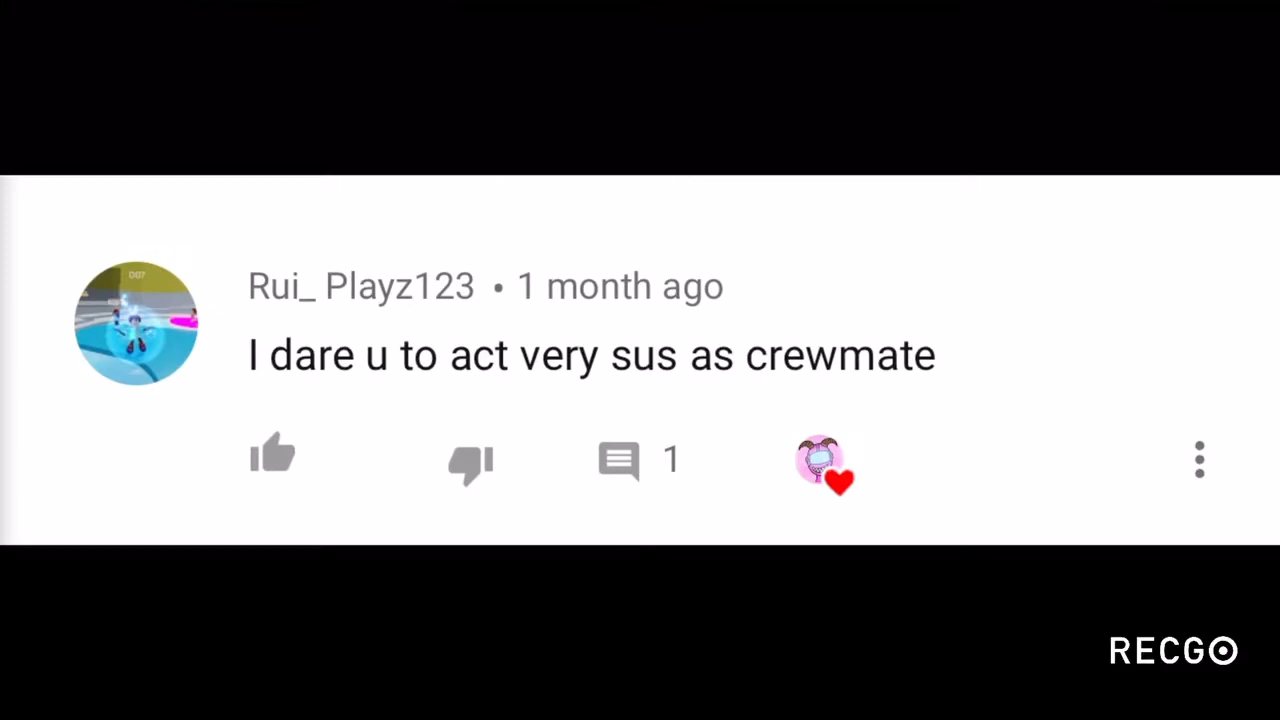 Rui_ Playz123 • 1 month ago
I dare u to act very sus as crewmate
1
RECGO